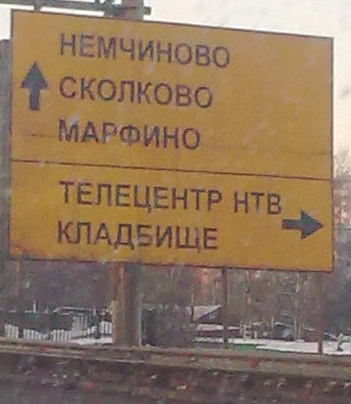 НЕМЧИНОВО
СКОЛКОВО
МАРФИНО
ТЕЛЕЦЕНТР НТВ
КЛАДБИЩЕ